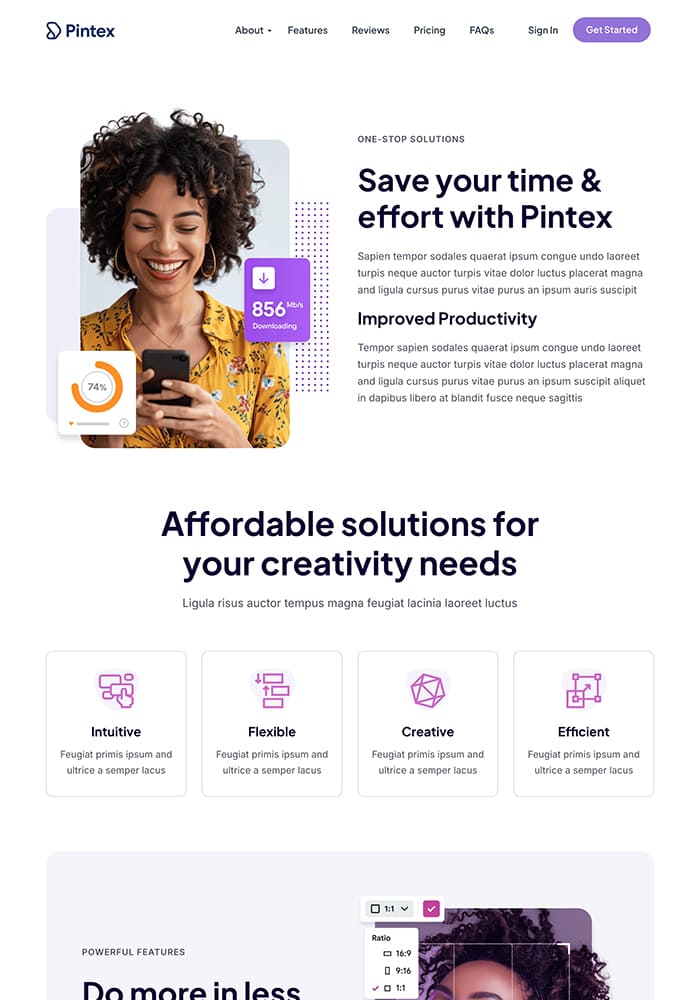 Pintex
About
Features
Reviews
Pricing
FAQs
Sign In
Get Started
ONE-STOP SOLUTIONS
Save your time &
effort with Pintex
Sapien tempor sodales quaerat ipsum congue undo laoreet
turpis neque auctor turpis vitae dolor luctus placerat magna
and ligula cursus purus vitae purus an ipsum auris suscipit
Improved Productivity
Tempor sapien sodales quaerat ipsum congue undo laoreet
turpis neque auctor turpis vitae dolor luctus placerat magna
and ligula cursus purus vitae purus an ipsum suscipit aliquet
in dapibus libero at blandit fusce neque sagittis
856 Mb/s
Downloading
74%
?
Affordable solutions for
your creativity needs
Ligula risus auctor tempus magna feugiat lacinia laoreet luctus
Intuitive
Feugiat primis ipsum and
ultrice a semper lacus
Flexible
Feugiat primis ipsum and
ultrice a semper lacus
Creative
Feugiat primis ipsum and
ultrice a semper lacus
Efficient
Feugiat primis ipsum and
ultrice a semper lacus
POWERFUL FEATURES
Do more in less
1:1
Ratio
16:9
9:16
1:1